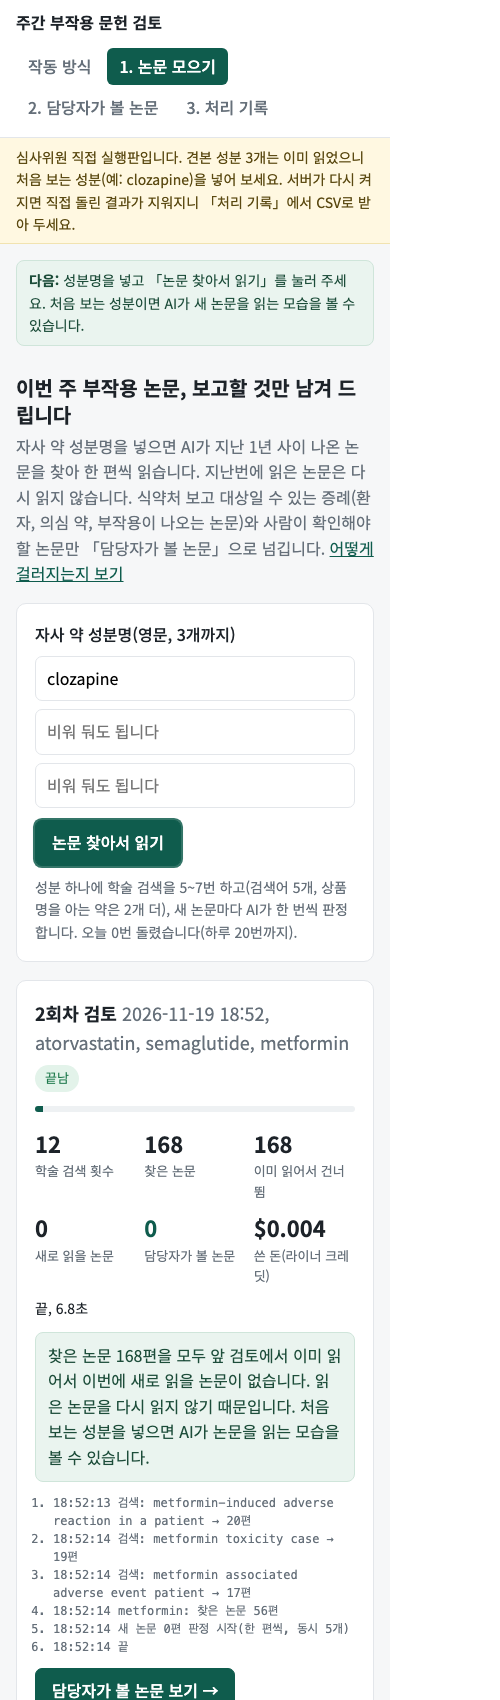 주간 부작용 문헌 검토
작동 방식
1. 논문 모으기
2. 담당자가 볼 논문
3. 처리 기록
심사위원 직접 실행판입니다. 견본 성분 3개는 이미 읽었으니
처음 보는 성분(예: clozapine)을 넣어 보세요. 서버가 다시 켜
지면 직접 돌린 결과가 지워지니 「처리 기록」에서 CSV로 받
아 두세요.
다음: 성분명을 넣고 「논문 찾아서 읽기」를 눌러 주세
요. 처음 보는 성분이면 AI가 새 논문을 읽는 모습을 볼 수
있습니다.
이번 주 부작용 논문, 보고할 것만 남겨 드
립니다
자사 약 성분명을 넣으면 AI가 지난 1년 사이 나온 논
문을 찾아 한 편씩 읽습니다. 지난번에 읽은 논문은 다
시 읽지 않습니다. 식약처 보고 대상일 수 있는 증례(환
자, 의심 약, 부작용이 나오는 논문)와 사람이 확인해야
할 논문만 「담당자가 볼 논문」으로 넘깁니다. 어떻게
걸러지는지 보기
자사 약 성분명(영문, 3개까지)
clozapine
비워 둬도 됩니다
비워 둬도 됩니다
논문 찾아서 읽기
성분 하나에 학술 검색을 5~7번 하고(검색어 5개, 상품
명을 아는 약은 2개 더), 새 논문마다 AI가 한 번씩 판정
합니다. 오늘 0번 돌렸습니다(하루 20번까지).
2회차 검토 2026-11-19 18:52,
atorvastatin, semaglutide, metformin
끝남
12
학술 검색 횟수
168
찾은 논문
168
이미 읽어서 건너
뜀
0
새로 읽을 논문
0
담당자가 볼 논문
$0.004
쓴 돈(라이너 크레
딧)
끝, 6.8초
찾은 논문 168편을 모두 앞 검토에서 이미 읽
어서 이번에 새로 읽을 논문이 없습니다. 읽
은 논문을 다시 읽지 않기 때문입니다. 처음
보는 성분을 넣으면 AI가 논문을 읽는 모습을
볼 수 있습니다.
1. 18:52:13 검색: metformin-induced adverse
reaction in a patient → 20편
2. 18:52:14 검색: metformin toxicity case →
19편
3. 18:52:14 검색: metformin associated
adverse event patient → 17편
4. 18:52:14 metformin: 찾은 논문 56편
5. 18:52:14 새 논문 0편 판정 시작(한 편씩, 동시 5개)
6. 18:52:14 끝
담당자가 볼 논문 보기 →